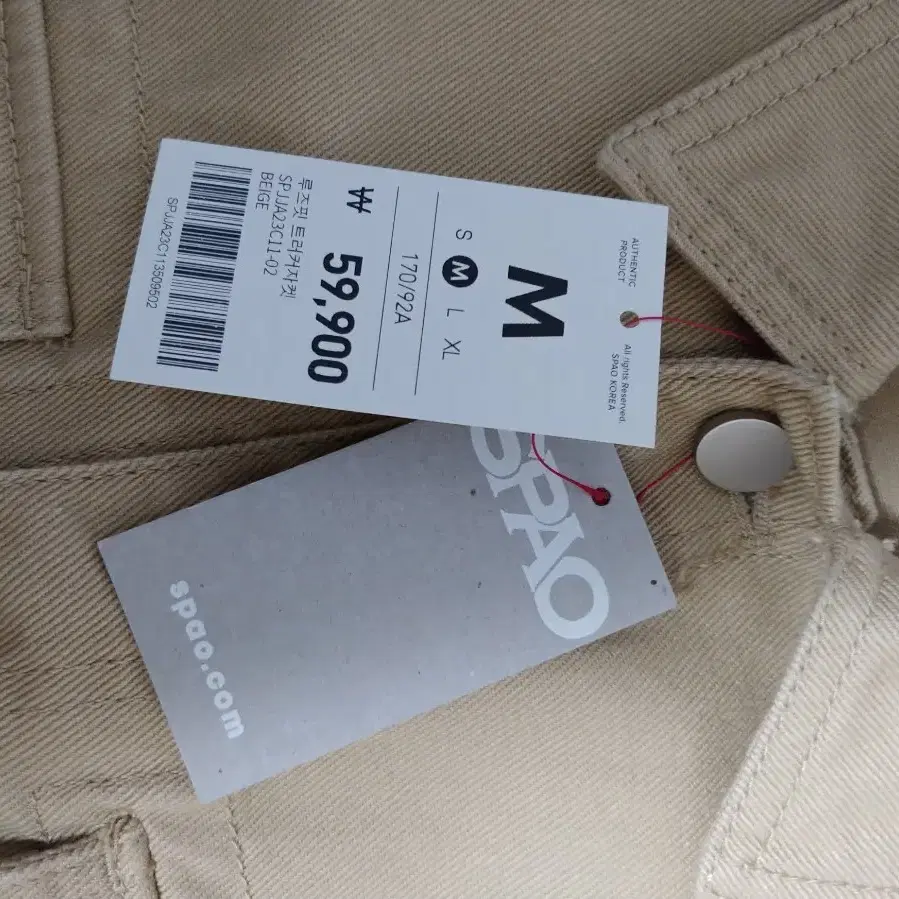 AUTHENTIC
PRODUCT
All rights Reserved.
SPAO KOREA
M
S M L XL
170/92A
₩ 59,900
루즈핏 트러커자켓
SPJJA23C11-02
BEIGE
SPJJA23C113509502
SPAO
spao.com